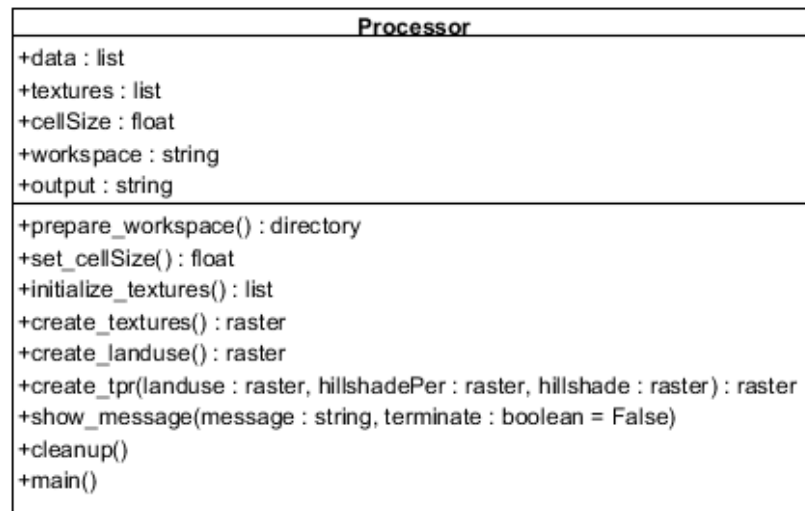 Processor
+data : list
+textures : list
+cellSize : float
+workspace : string
+output : string
+prepare_workspace() : directory
+set_cellSize() : float
+initialize_textures() : list
+create_textures() : raster
+create_landuse() : raster
+create_tpr(landuse : raster, hillshadePer : raster, hillshade : raster) : raster
+show_message(message : string, terminate : boolean = False)
+cleanup()
+main()